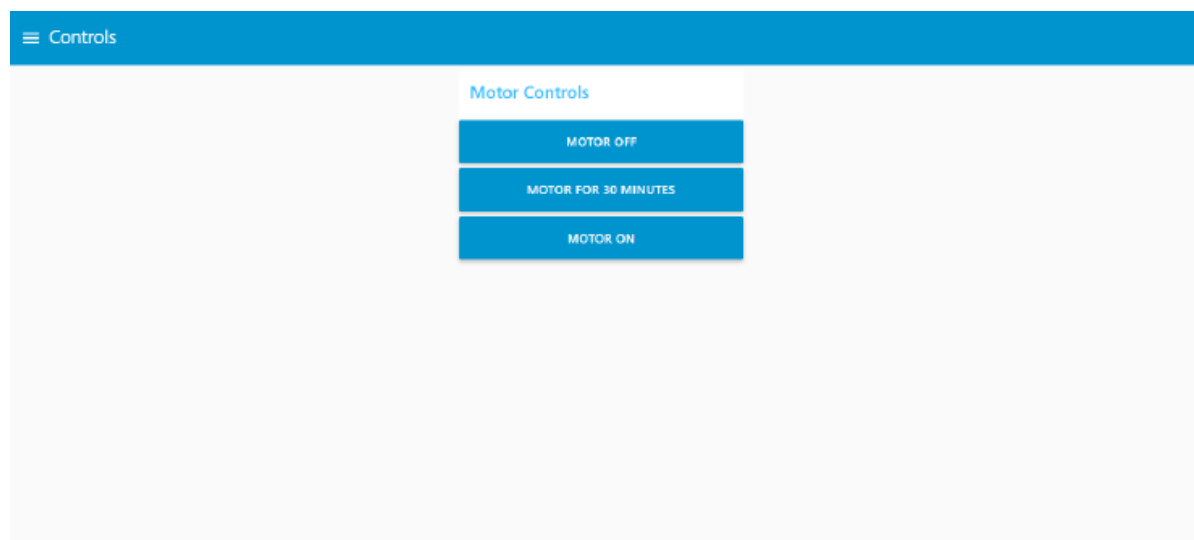 Controls
Motor Controls
MOTOR OFF
MOTOR FOR 30 MINUTES
MOTOR ON